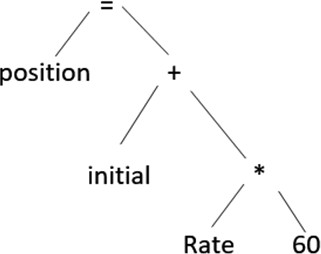 =
position
+
initial
*
Rate 60